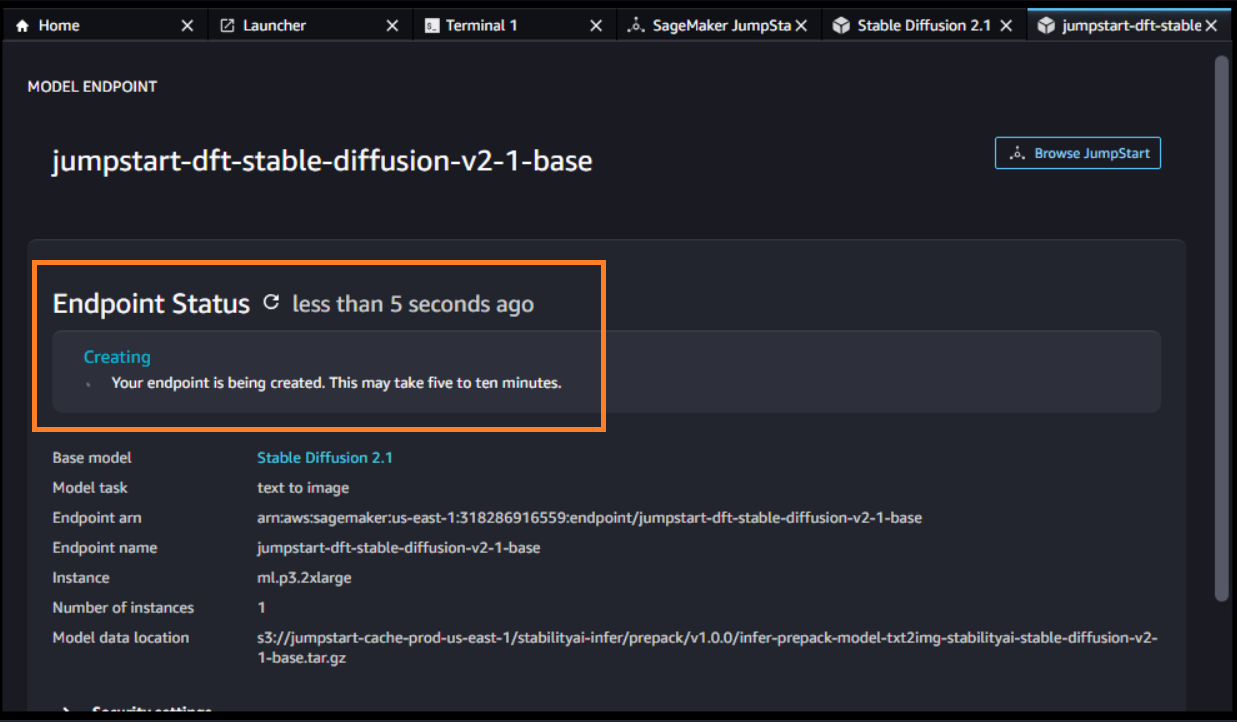 Home
Launcher
Terminal 1
SageMaker JumpSta
Stable Diffusion 2.1
jumpstart-dft-stable
MODEL ENDPOINT
jumpstart-dft-stable-diffusion-v2-1-base
Browse JumpStart
Endpoint Status less than 5 seconds ago
Creating
Your endpoint is being created. This may take five to ten minutes.
Base model Stable Diffusion 2.1
Model task text to image
Endpoint arn arn:aws:sagemaker:us-east-1:318286916559:endpoint/jumpstart-dft-stable-diffusion-v2-1-base
Endpoint name jumpstart-dft-stable-diffusion-v2-1-base
Instance ml.p3.2xlarge
Number of instances 1
Model data location s3://jumpstart-cache-prod-us-east-1/stabilityai-infer/prepack/v1.0.0/infer-prepack-model-txt2img-stabilityai-stable-diffusion-v2-
1-base.tar.gz
Security settings